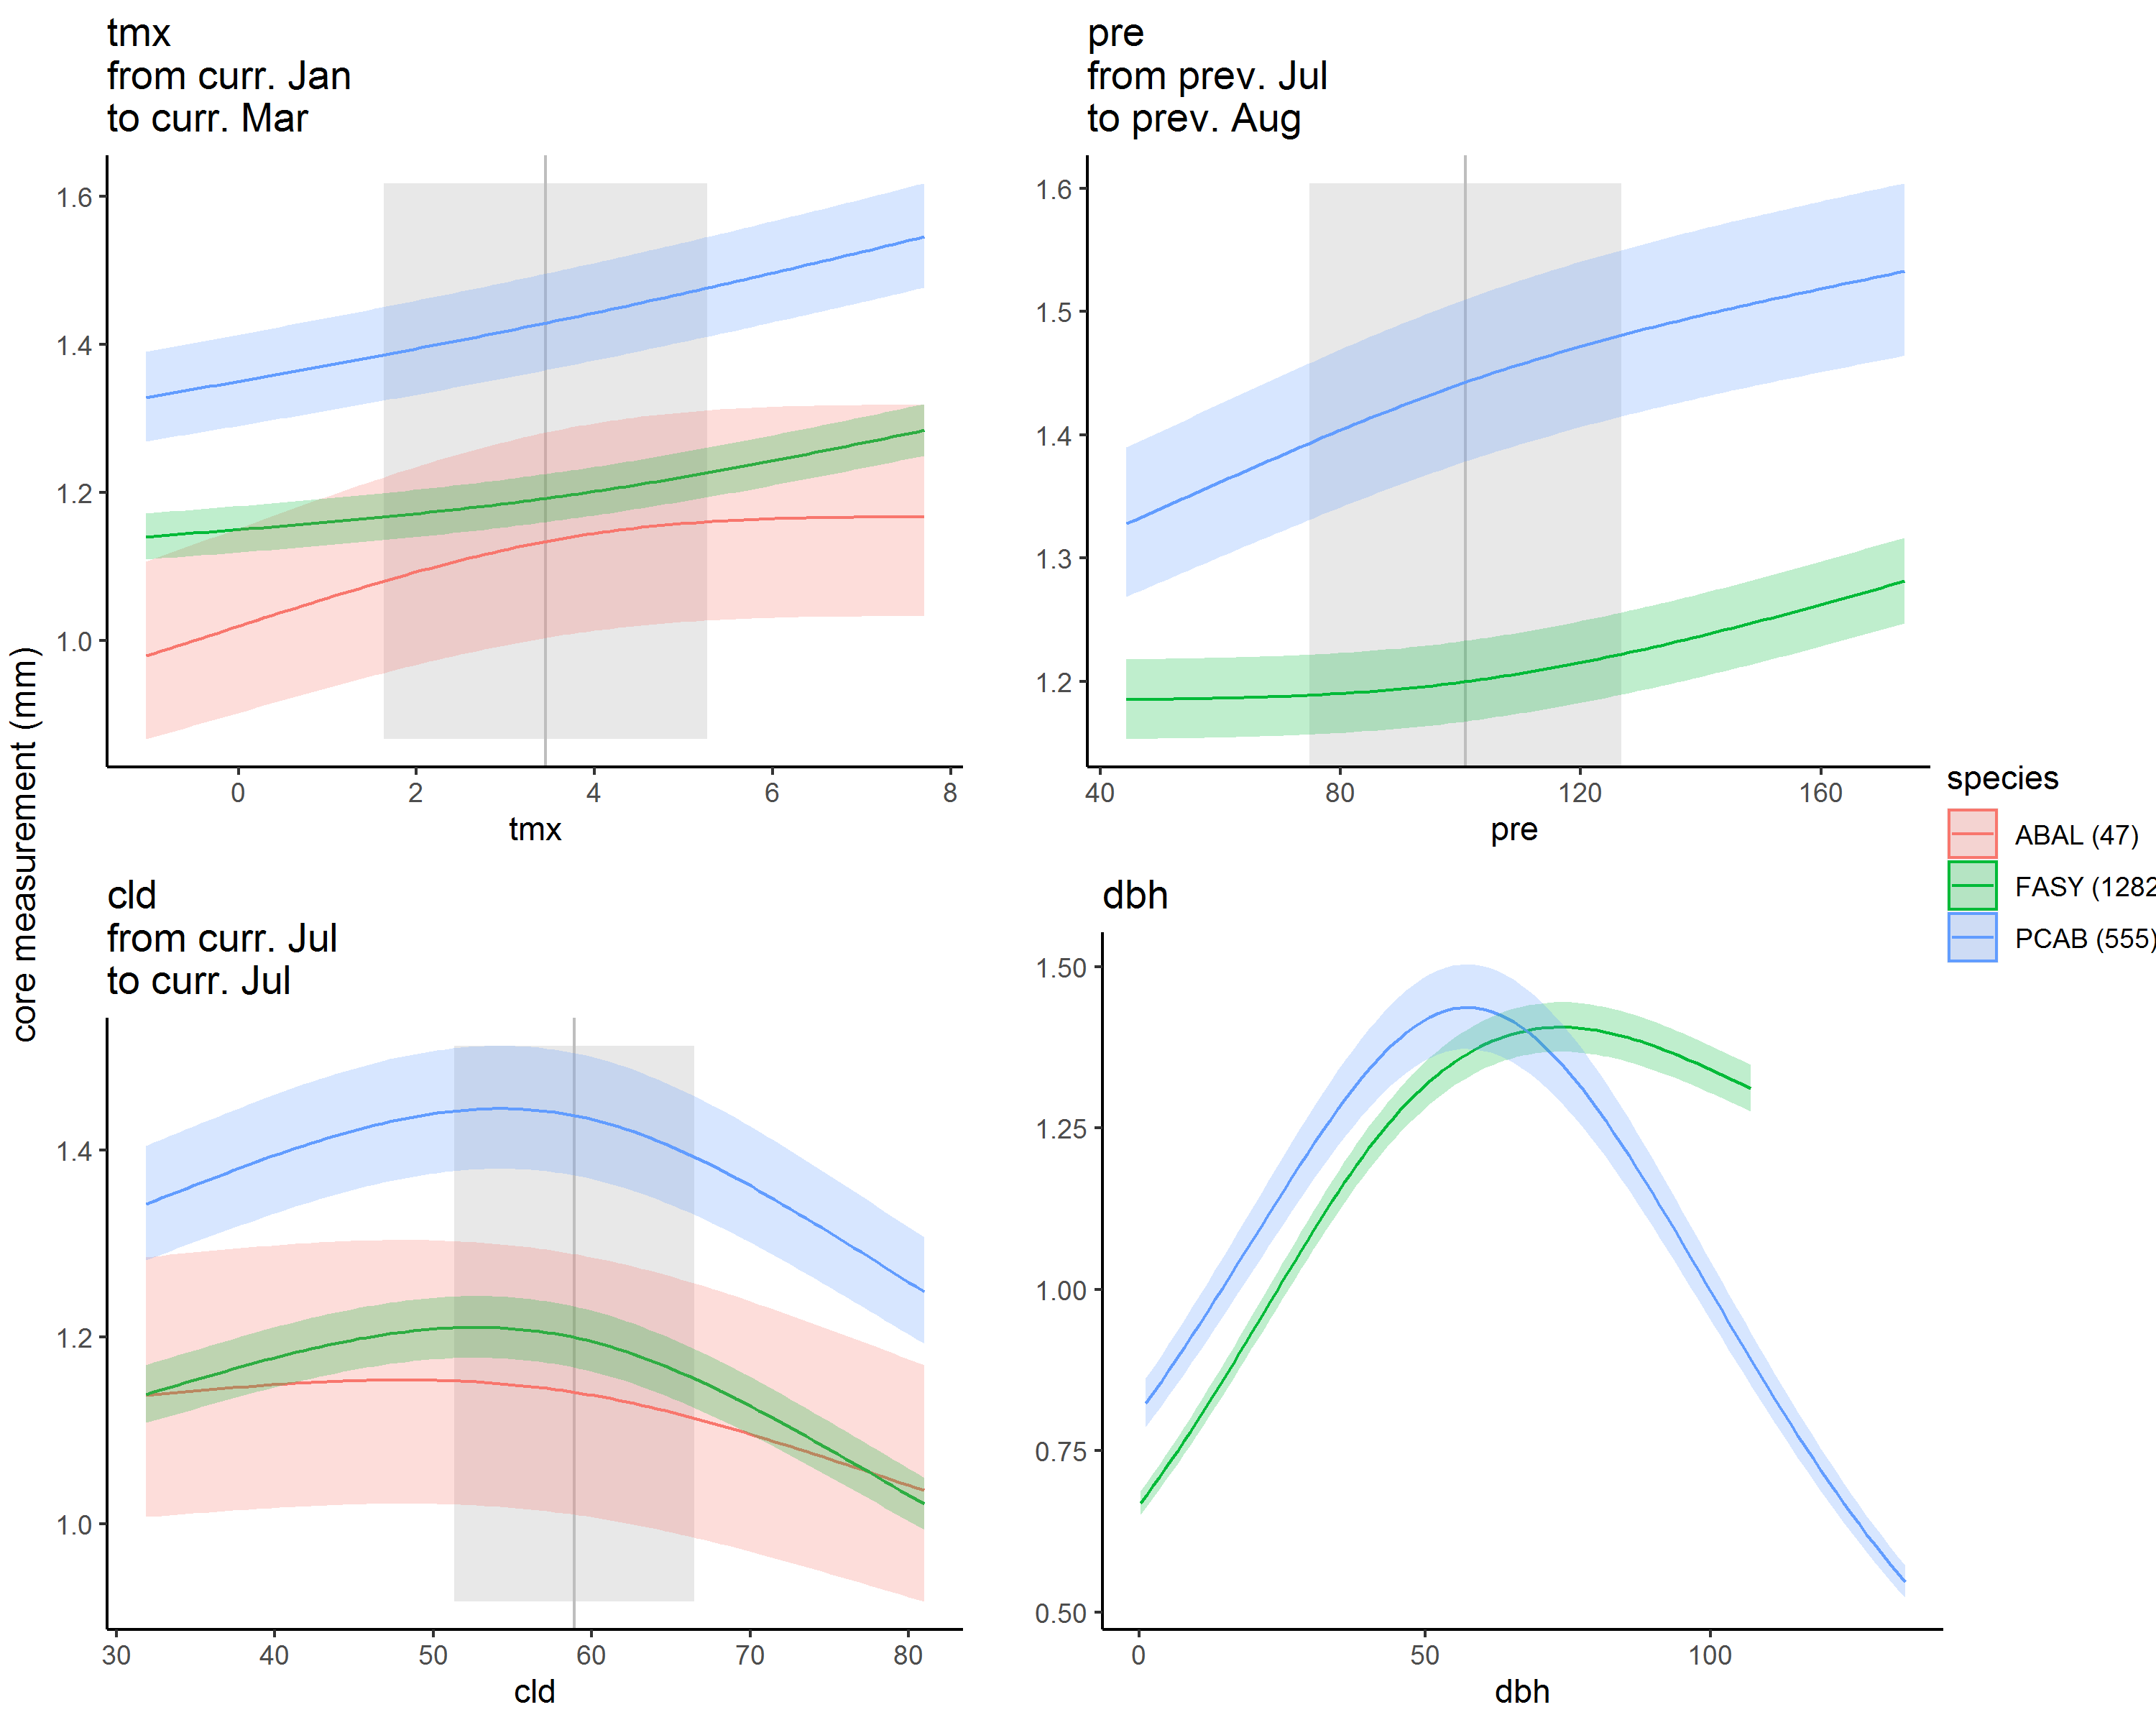 tmx
from curr. Jan
to curr. Mar
1.6
1.4
1.2
1.0
0 2 4 6 8
tmx
pre
from prev. Jul
to prev. Aug
1.6
1.5
1.4
1.3
1.2
40 80 120 160
pre
core measurement (mm)
cld
from curr. Jul
to curr. Jul
1.4
1.2
1.0
30 40 50 60 70 80
cld
dbh
1.50
1.25
1.00
0.75
0.50
0 50 100
dbh
species
ABAL (47)
FASY (1282
PCAB (555)